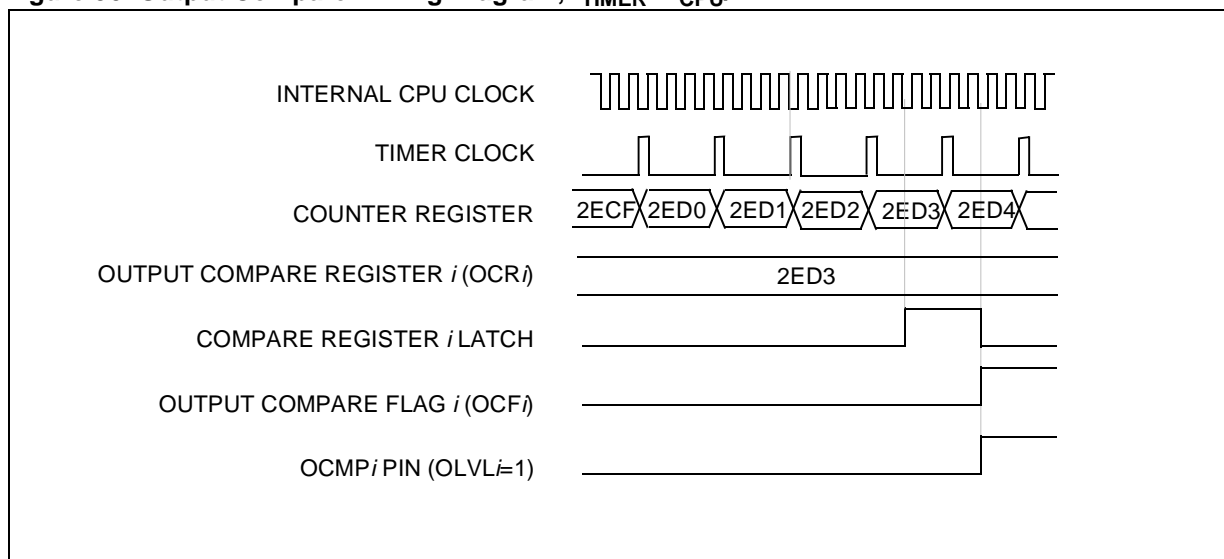 INTERNAL CPU CLOCK
TIMER CLOCK
COUNTER REGISTER
2ECF 2ED0 2ED1 2ED2 2ED3 2ED4
OUTPUT COMPARE REGISTER i (OCRi)
2ED3
COMPARE REGISTER i LATCH
OUTPUT COMPARE FLAG i (OCFi)
OCMPi PIN (OLVLi=1)